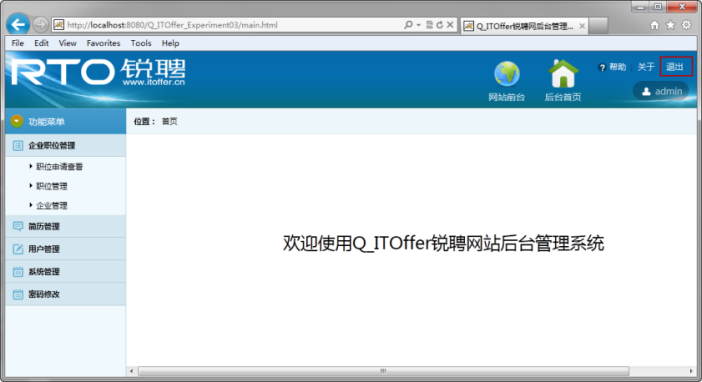 http://localhost:8080/Q_ITOffer_Experiment03/main.html
Q_ITOffer锐聘网后台管理...
File Edit View Favorites Tools Help
RTO 锐聘
www.itoffer.cn
网站前台
后台首页
? 帮助
关于
退出
admin
功能菜单
位置： 首页
企业职位管理
职位申请查看
职位管理
企业管理
简历管理
用户管理
系统管理
密码修改
欢迎使用Q_ITOffer锐聘网站后台管理系统